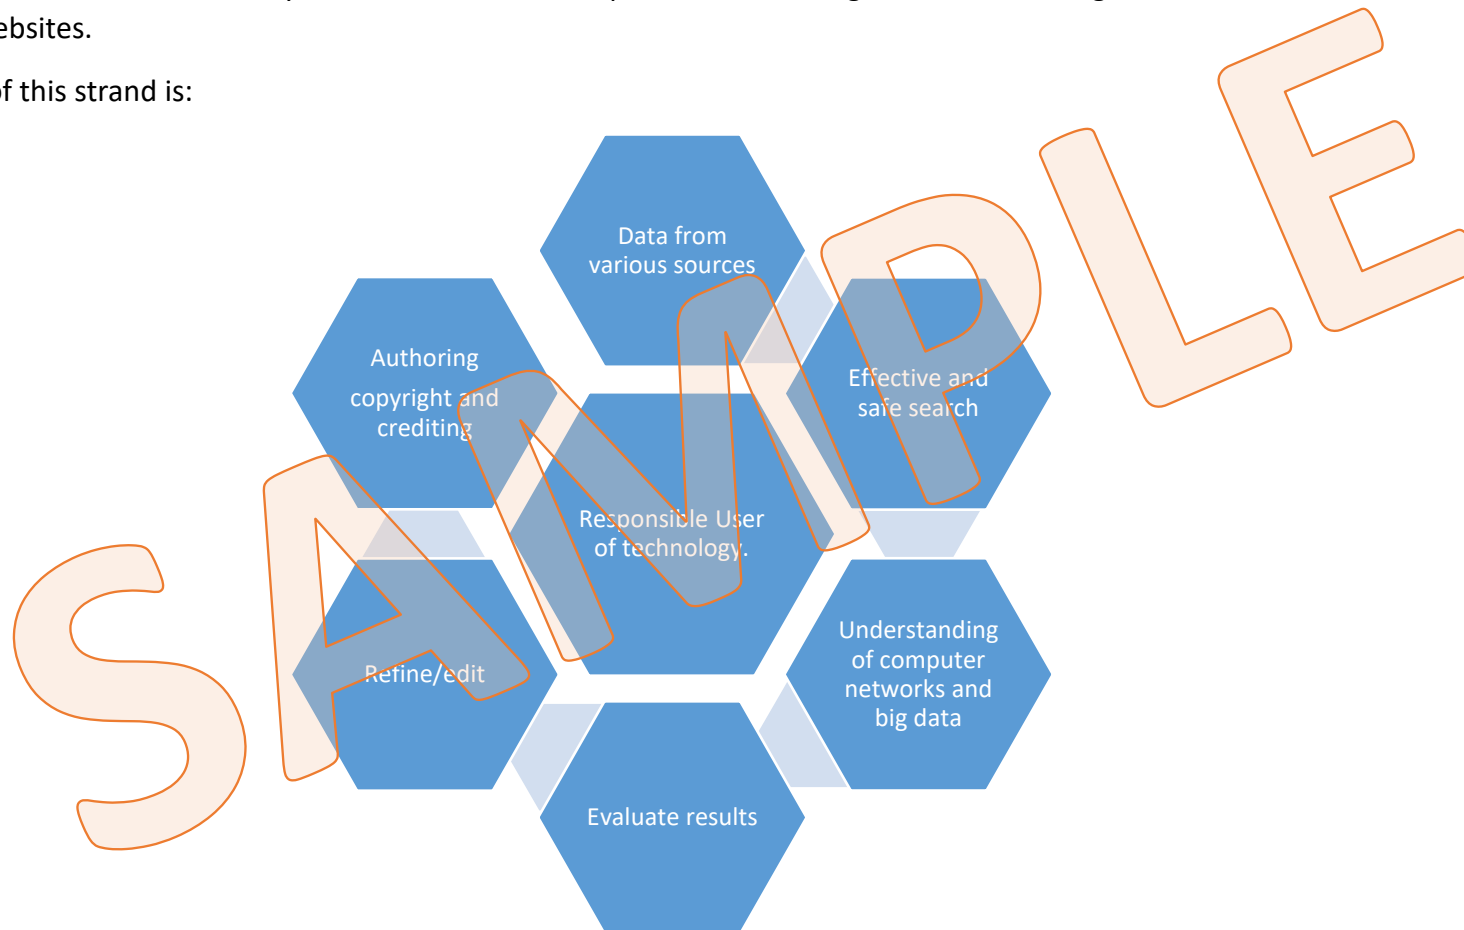 ebsites.
of this strand is:
Data from
various sources
Effective and
safe search
Authoring
copyright and
crediting
Responsible User
of technology.
Understanding
of computer
networks and
big data
Refine/edit
Evaluate results
SAMPLE